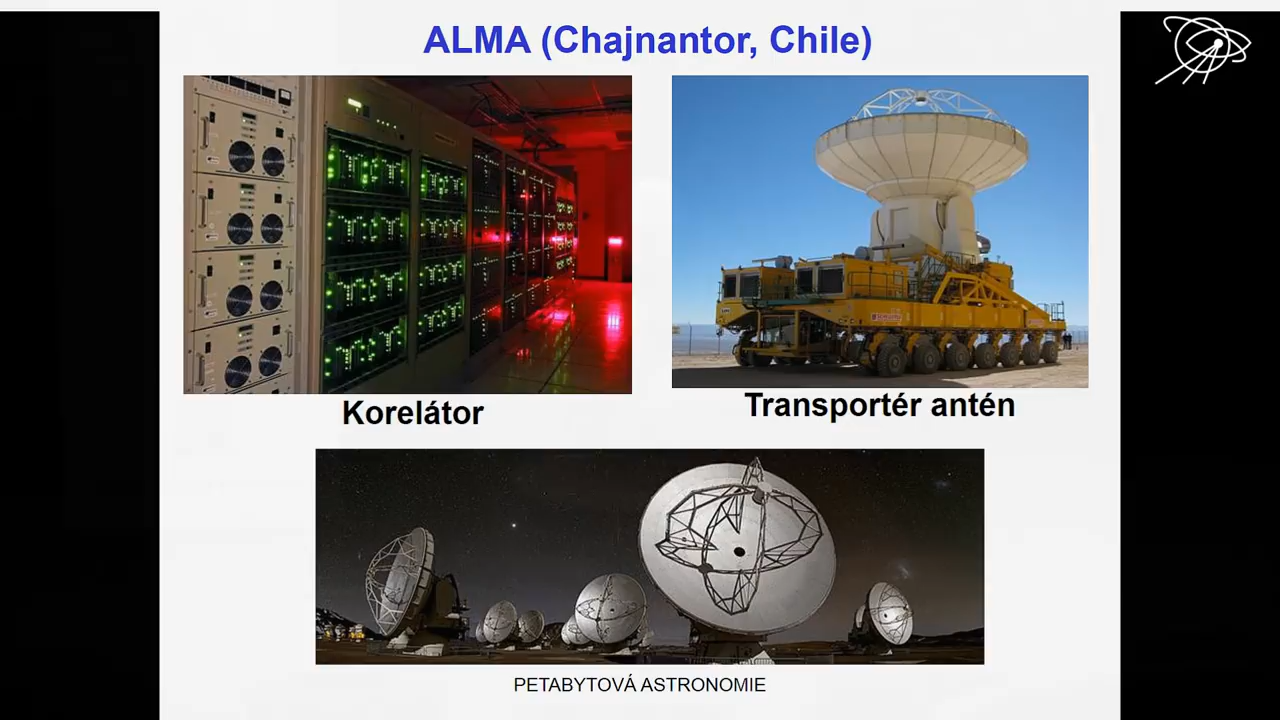 ALMA (Chajnantor, Chile)
Korelátor
Transportér antén
PETABYTOVÁ ASTRONOMIE